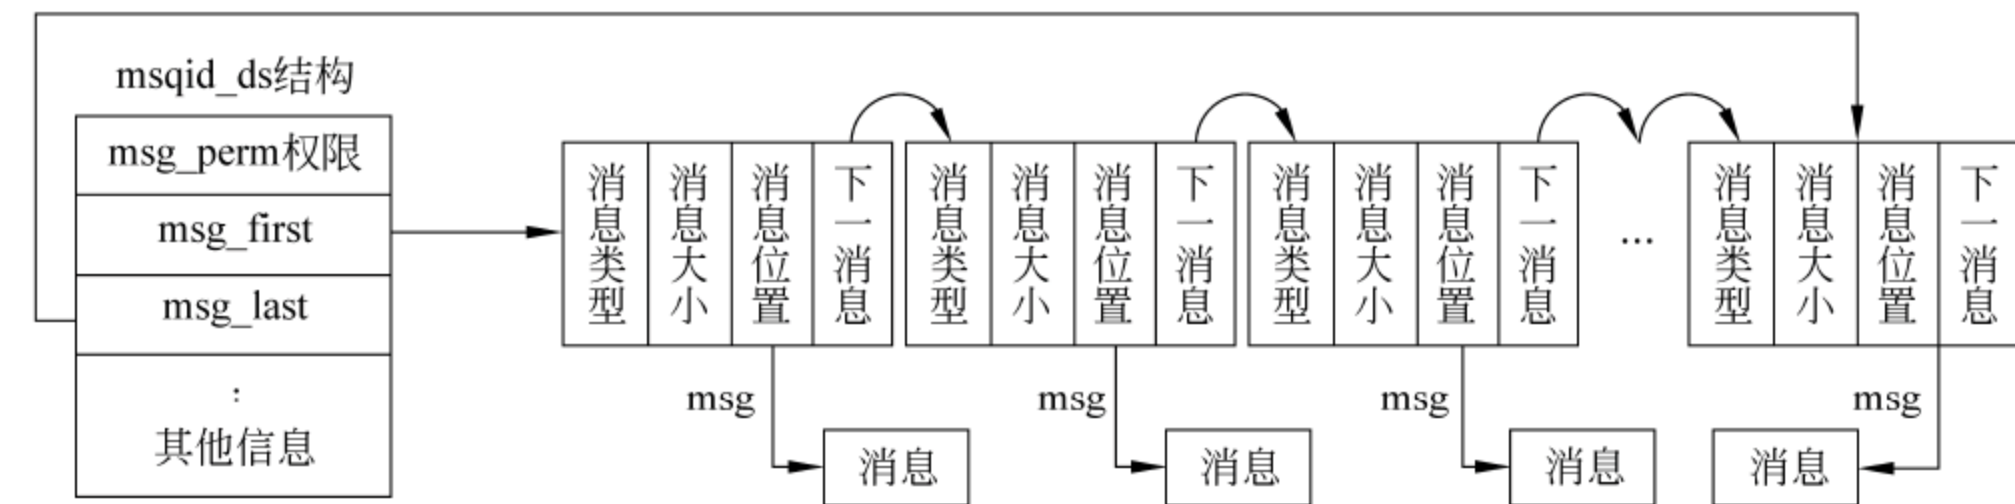 msqid_ds结构
msg_perm权限
msg_first
msg_last
:
其他信息
消息类型
消息大小
消息位置
下一消息
消息类型
消息大小
消息位置
下一消息
消息类型
消息大小
消息位置
下一消息
...
消息类型
消息大小
消息位置
下一消息
msg
msg
msg
msg
消息
消息
消息
消息